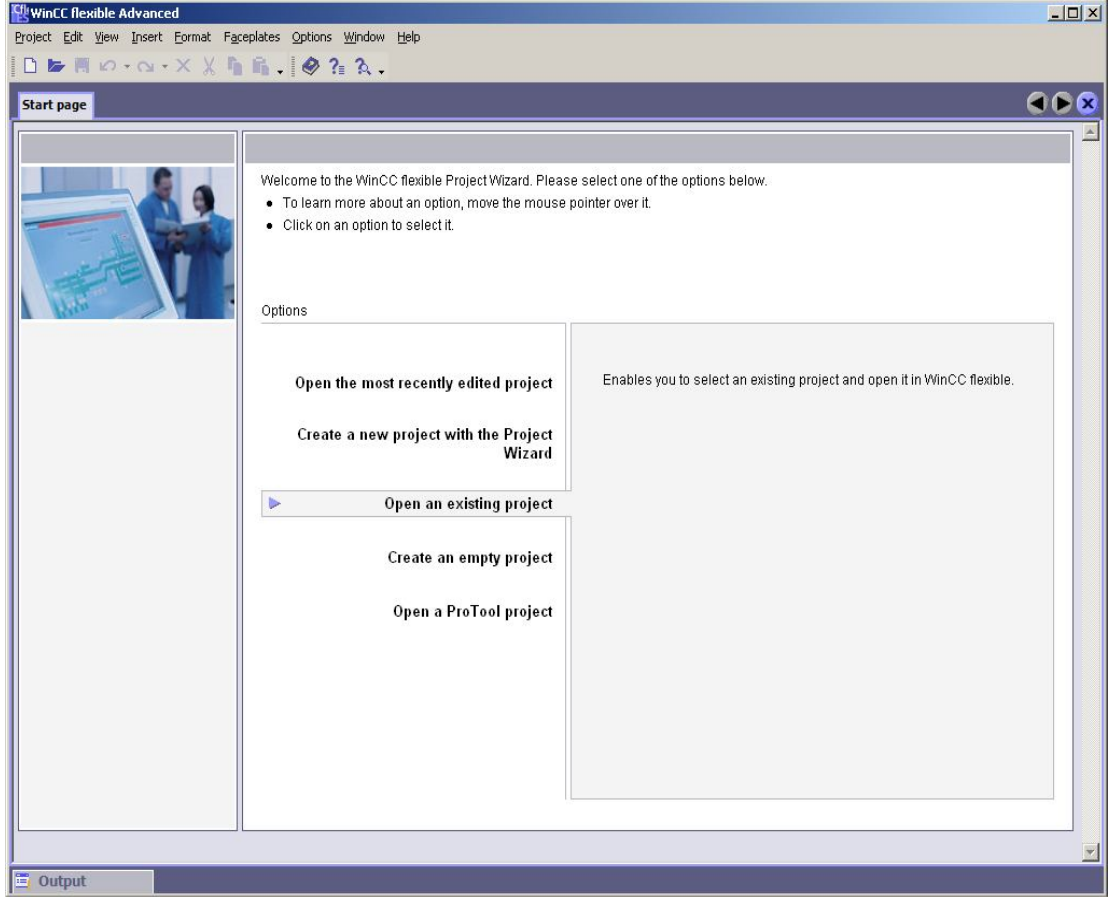 WinCC flexible Advanced
Project Edit View Insert Format Faceplates Options Window Help
Start page
Welcome to the WinCC flexible Project Wizard. Please select one of the options below.
• To learn more about an option, move the mouse pointer over it.
• Click on an option to select it.
Options
Open the most recently edited project
Enables you to select an existing project and open it in WinCC flexible.
Create a new project with the Project
Wizard
Open an existing project
Create an empty project
Open a ProTool project
Output